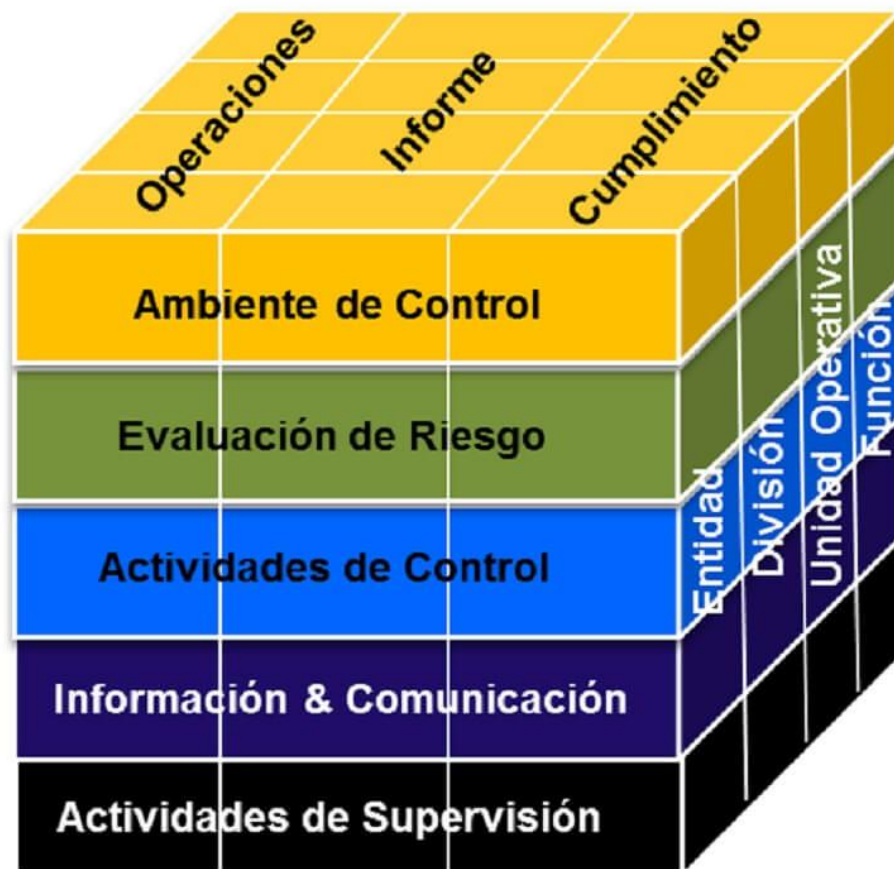 Operaciones
Informe
Cumplimiento
Ambiente de Control
Evaluación de Riesgo
Actividades de Control
Información & Comunicación
Actividades de Supervisión
Entidad
División
Unidad Operativa
Función